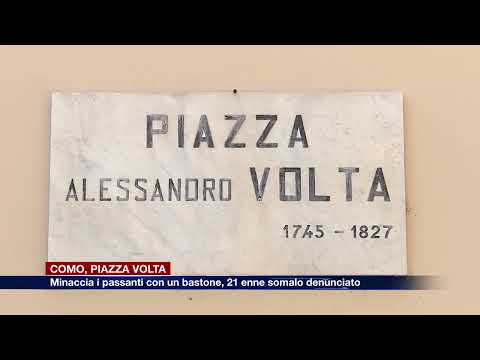 PIAZZA
ALESSANDRO VOLTA
1745 - 1827
COMO, PIAZZA VOLTA
Minaccia i passanti con un bastone, 21 enne somalo denunciato